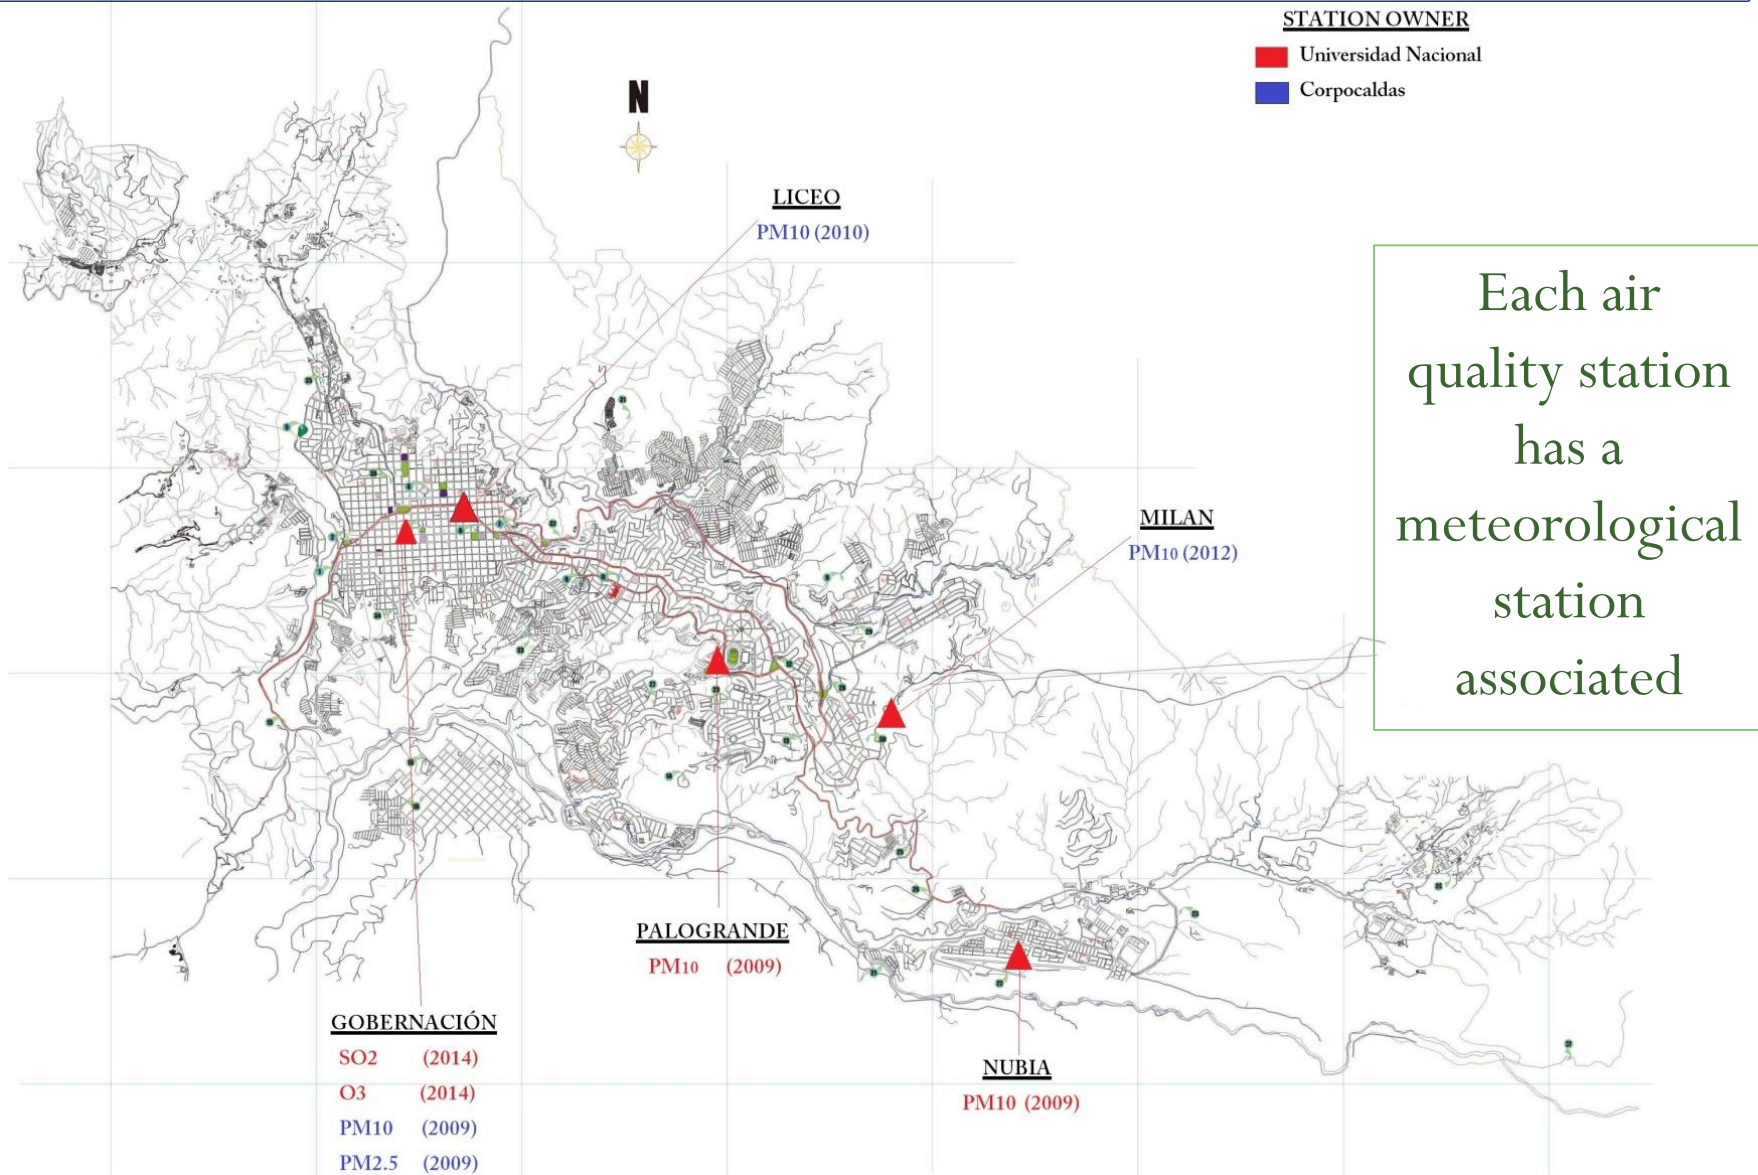 STATION OWNER
Universidad Nacional
Corpocaldas
N
LICEO
PM10 (2010)
Each air
quality station
has a
meteorological
station
associated
MILAN
PM10 (2012)
PALOGRANDE
PM10 (2009)
GOBERNACIÓN
SO2 (2014)
O3 (2014)
PM10 (2009)
PM2.5 (2009)
NUBIA
PM10 (2009)